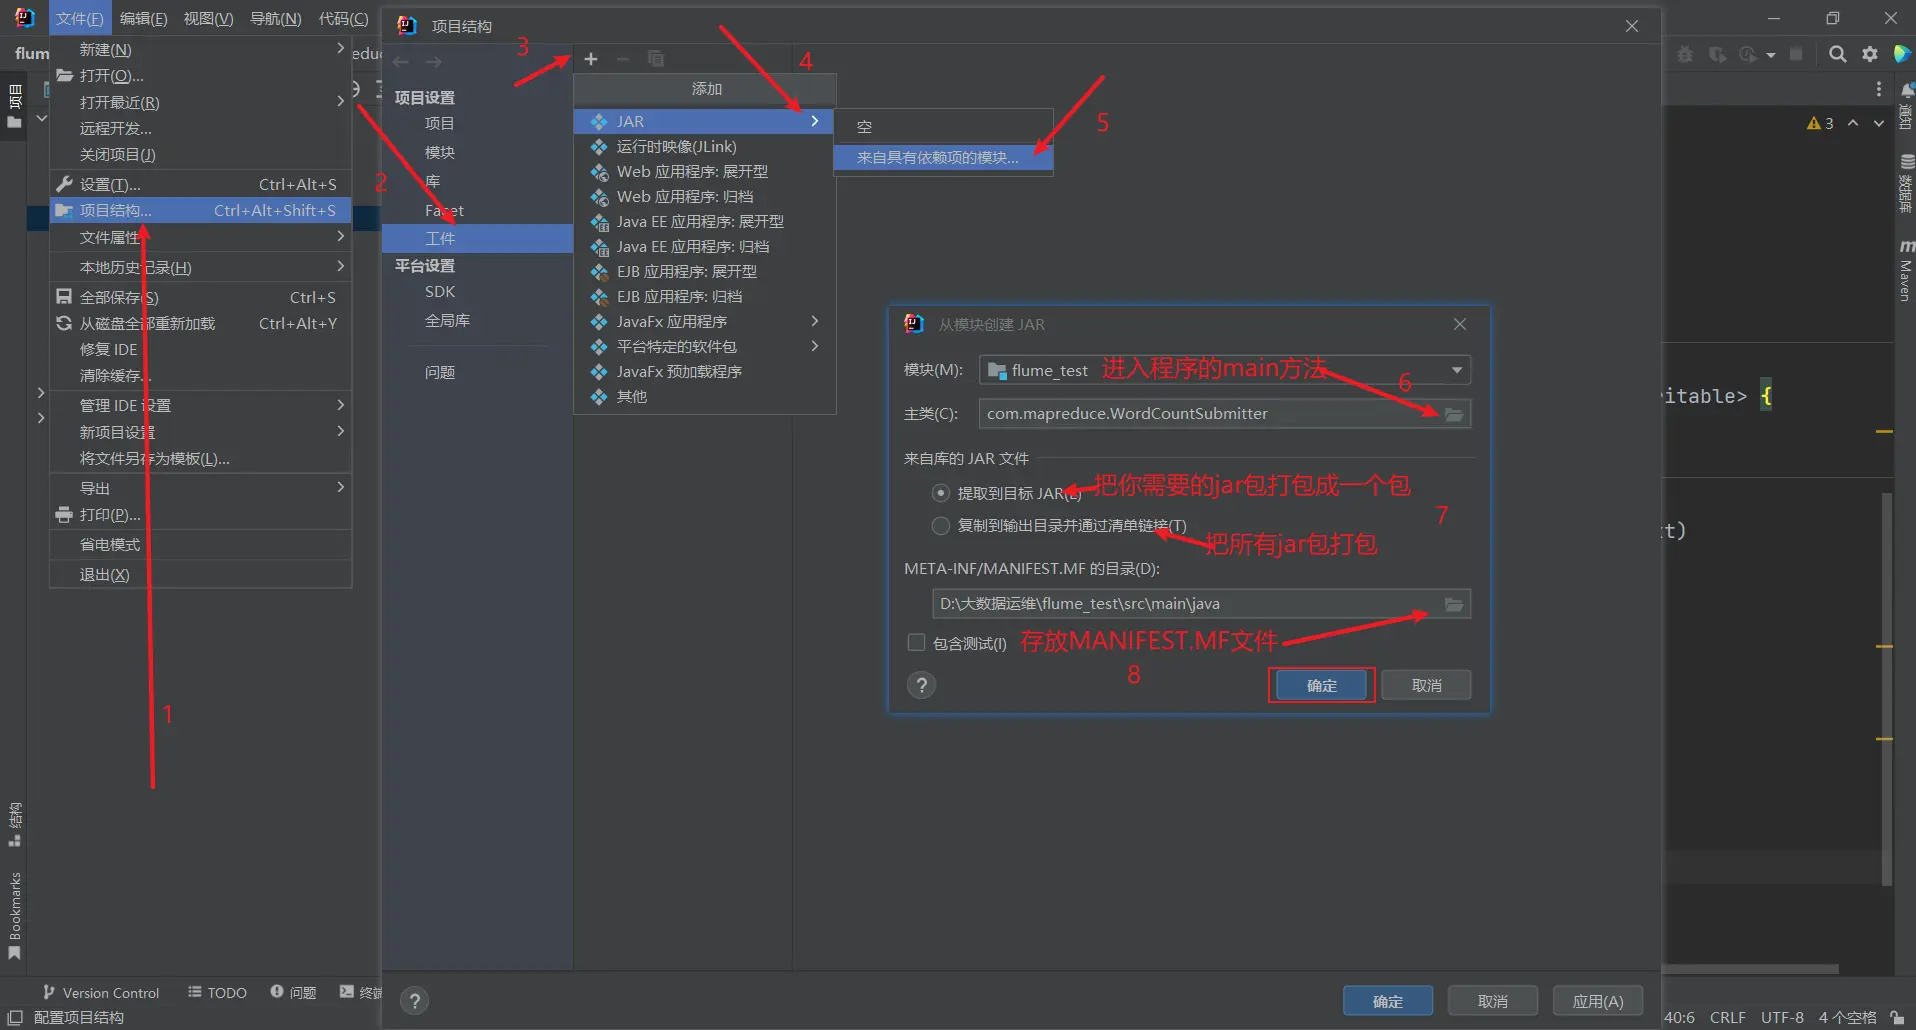 文件(F) 编辑(E) 视图(V) 导航(N) 代码(C)
flum
educ
新建(N)
打开(O)...
打开最近(R)
远程开发...
关闭项目(J)
设置(T)... Ctrl+Alt+S
项目结构... Ctrl+Alt+Shift+S
文件属性
本地历史记录(H)
全部保存(S) Ctrl+S
从磁盘全部重新加载 Ctrl+Alt+Y
修复 IDE
清除缓存...
管理 IDE 设置
新项目设置
将文件另存为模板(L)...
导出
打印(P)...
省电模式
退出(X)
1
项目
结构
Bookmarks
项目结构
3
2
项目设置
项目
模块
库
Facet
工件
平台设置
SDK
全局库
问题
添加
4
JAR
运行时映像(JLink)
Web 应用程序: 展开型
Web 应用程序: 归档
Java EE 应用程序: 展开型
Java EE 应用程序: 归档
EJB 应用程序: 展开型
EJB 应用程序: 归档
JavaFx 应用程序
平台特定的软件包
JavaFx 预加载程序
其他
5
空
来自具有依赖项的模块...
从模块创建 JAR
模块(M): flume_test 进入程序的main方法
6
主类(C): com.mapreduce.WordCountSubmitter
来自库的 JAR 文件
提取到目标 JAR(E) 把你需要的jar包打包成一个包
7
复制到输出目录并通过清单链接(T)
把所有jar包打包
META-INF/MANIFEST.MF 的目录(D):
D:\大数据运维\flume_test\src\main\java
包含测试(I) 存放MANIFEST.MF文件
8
? 确定 取消
3
itable> {
xt)
通知
数据库
m Maven
? 确定 取消 应用(A)
Version Control TODO 问题 终端
配置项目结构
40:6 CRLF UTF-8 4 个空格